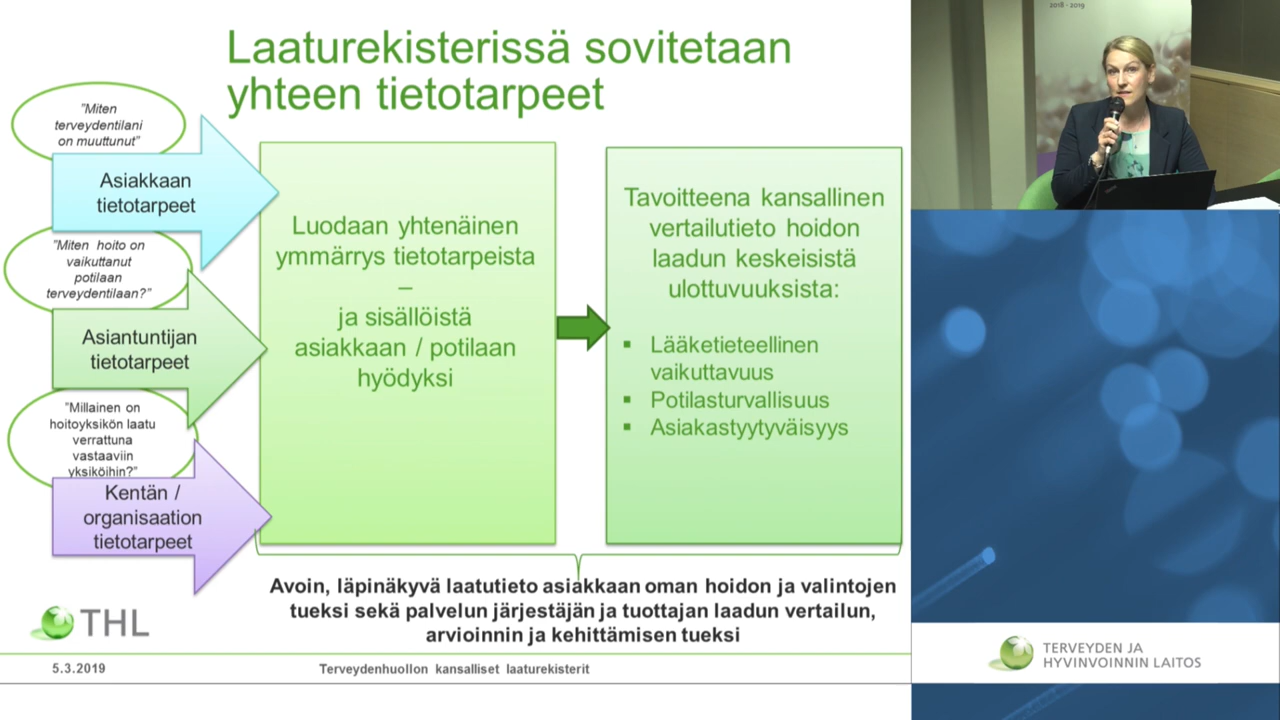 Laaturekisterissä sovitetaan
yhteen tietotarpeet
"Miten
terveydentilani
on muuttunut"
Asiakkaan
tietotarpeet
"Miten hoito on
vaikuttanut
potilaan
terveydentilaan?"
Asiantuntijan
tietotarpeet
"Millainen on
hoitoyksikön laatu
verrattuna
vastaaviin
yksiköihin?"
Kentän /
organisaation
tietotarpeet
Luodaan yhtenäinen
ymmärrys tietotarpeista
–
ja sisällöistä
asiakkaan / potilaan
hyödyksi
Tavoitteena kansallinen
vertailutieto hoidon
laadun keskeisistä
ulottuvuuksista:
▪ Lääketieteellinen
vaikuttavuus
▪ Potilasturvallisuus
▪ Asiakastyytyväisyys
Avoin, läpinäkyvä laatutieto asiakkaan oman hoidon ja valintojen
tueksi sekä palvelun järjestäjän ja tuottajan laadun vertailun,
arvioinnin ja kehittämisen tueksi
THL
5.3.2019
Terveydenhuollon kansalliset laaturekisterit
2018 - 2019
TERVEYDEN JA
HYVINVOINNIN LAITOS